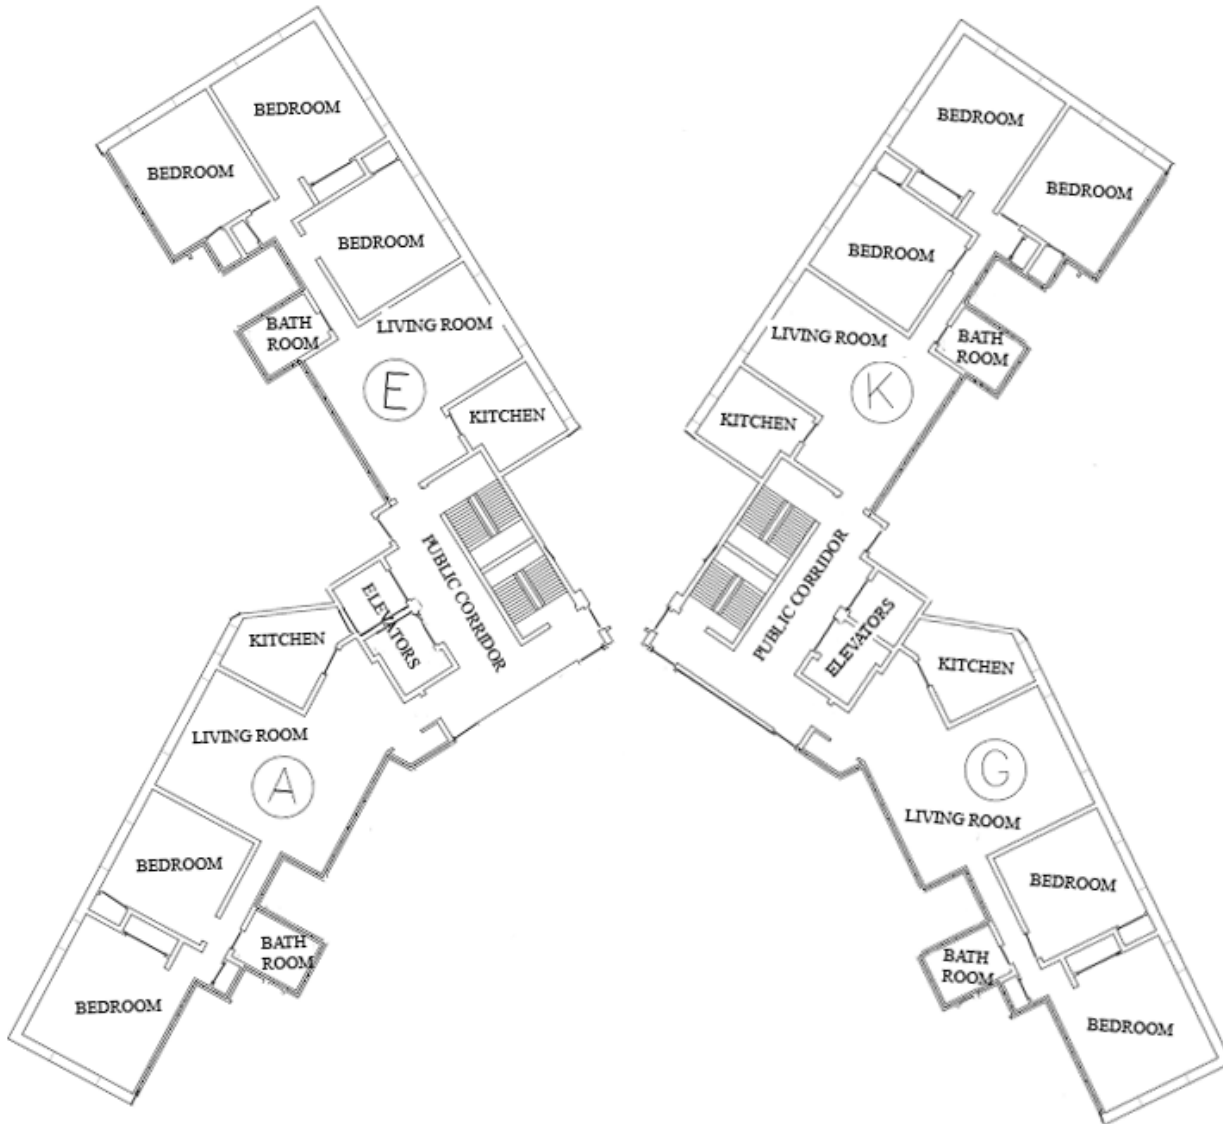 BEDROOM
BEDROOM
BEDROOM
LIVING ROOM
BATH
ROOM
E
KITCHEN
PUBLIC CORRIDOR
ELEVATORS
KITCHEN
LIVING ROOM
A
BEDROOM
BATH
ROOM
BEDROOM
BEDROOM
BEDROOM
BEDROOM
LIVING ROOM
BATH
ROOM
K
KITCHEN
PUBLIC CORRIDOR
ELEVATORS
KITCHEN
G
LIVING ROOM
BEDROOM
BATH
ROOM
BEDROOM